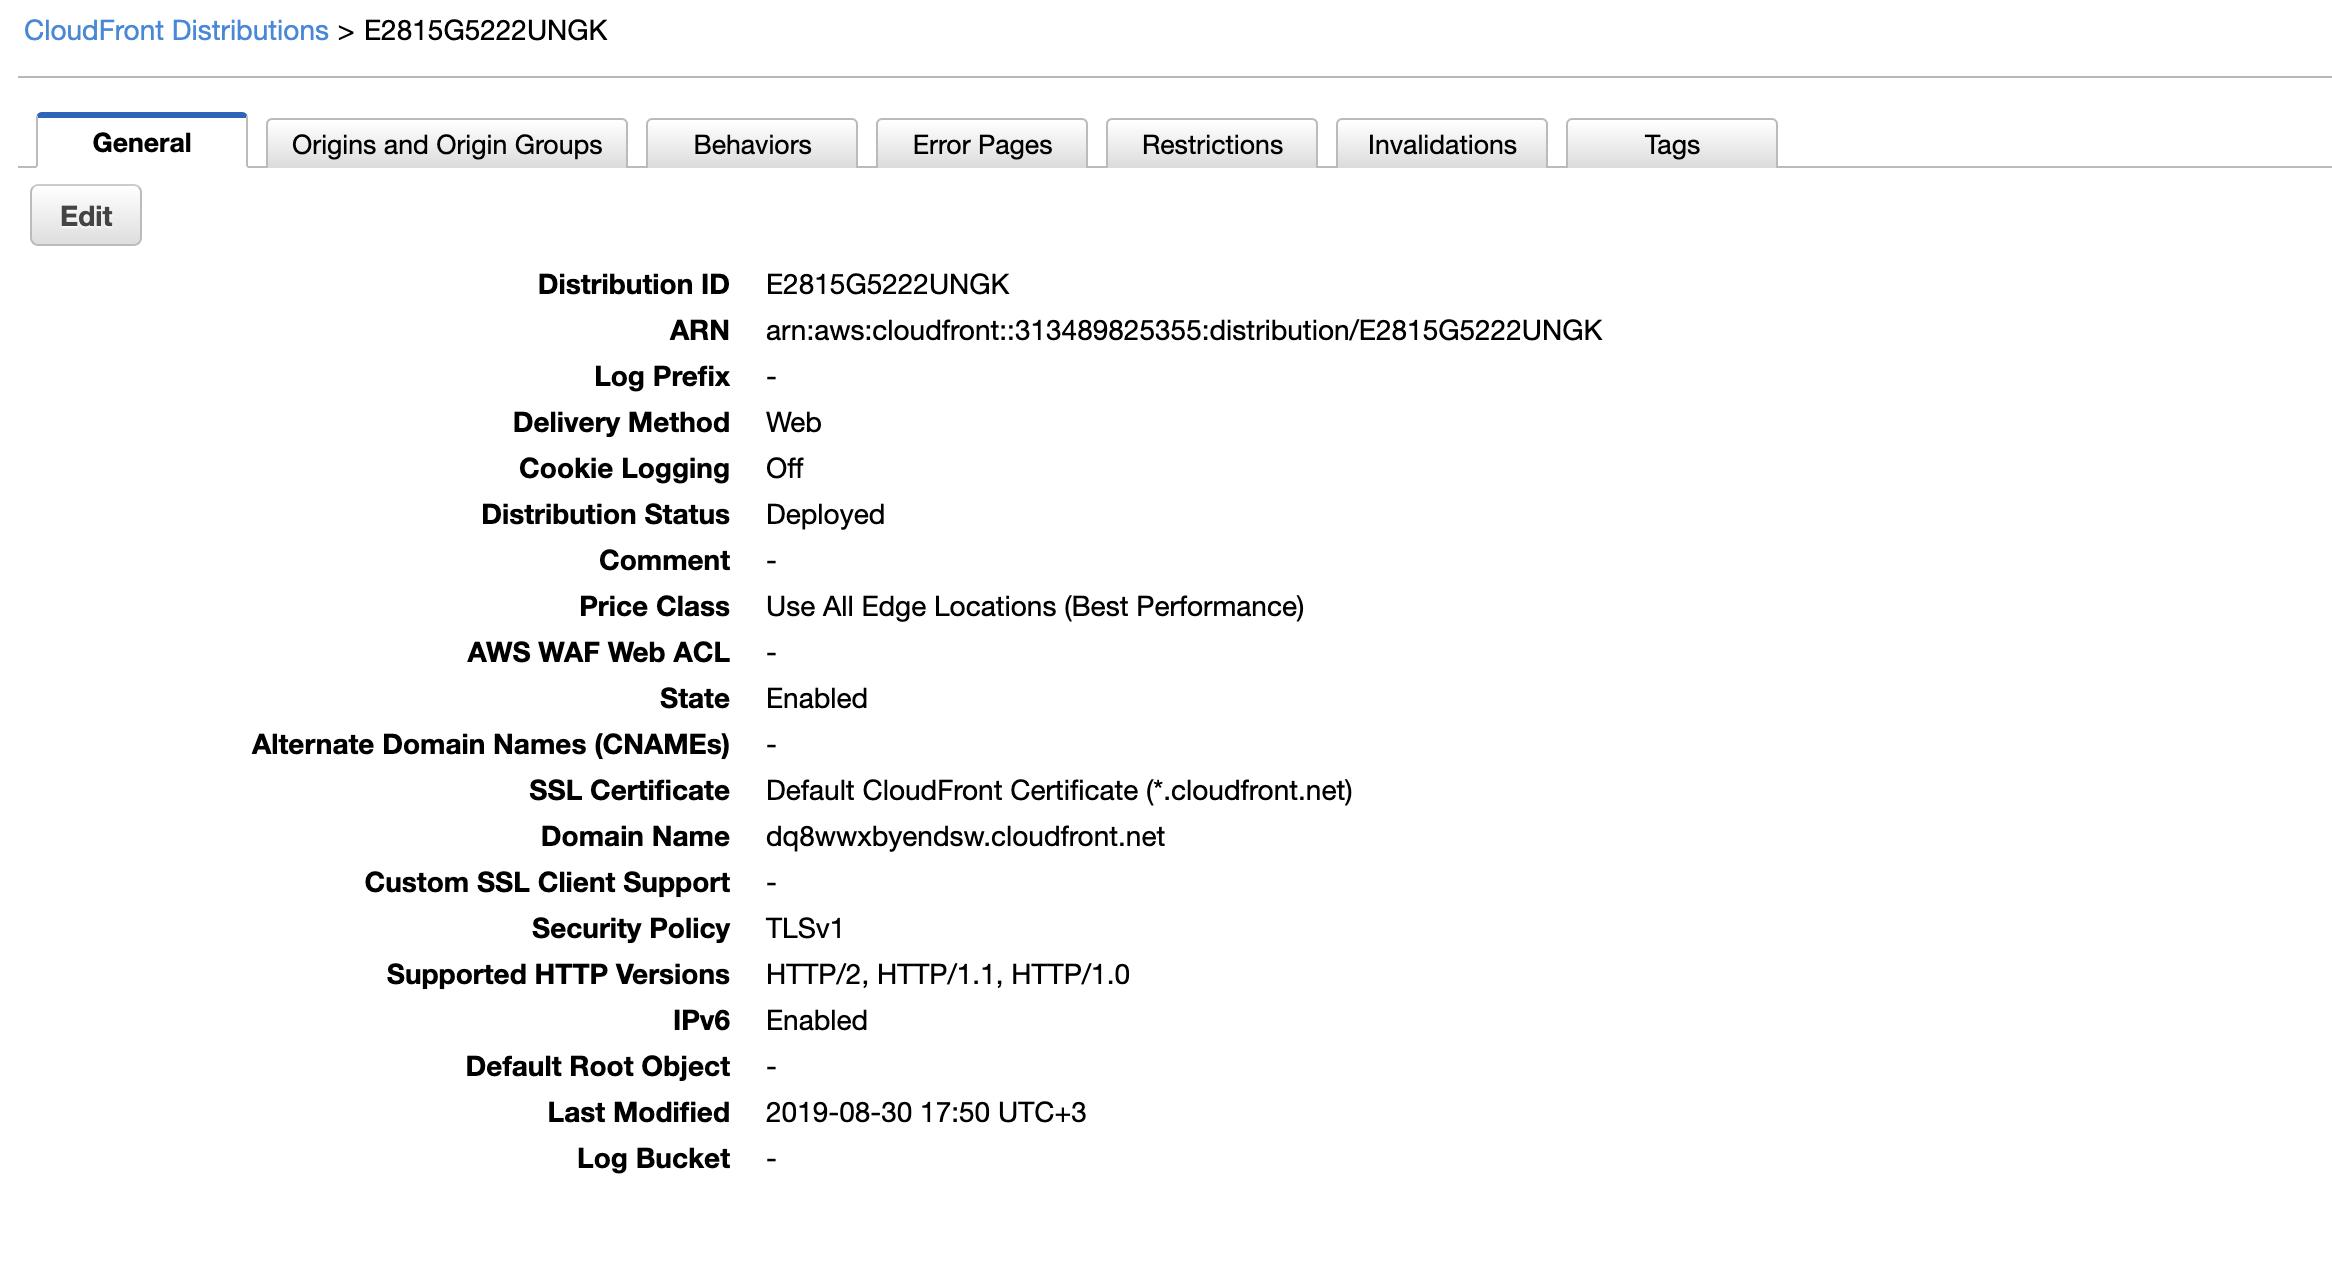 CloudFront Distributions > E2815G5222UNGK
General Origins and Origin Groups Behaviors Error Pages Restrictions Invalidations Tags
Edit
Distribution ID E2815G5222UNGK
ARN arn:aws:cloudfront::313489825355:distribution/E2815G5222UNGK
Log Prefix -
Delivery Method Web
Cookie Logging Off
Distribution Status Deployed
Comment -
Price Class Use All Edge Locations (Best Performance)
AWS WAF Web ACL -
State Enabled
Alternate Domain Names (CNAMEs) -
SSL Certificate Default CloudFront Certificate (*.cloudfront.net)
Domain Name dq8wwxbyendsw.cloudfront.net
Custom SSL Client Support -
Security Policy TLSv1
Supported HTTP Versions HTTP/2, HTTP/1.1, HTTP/1.0
IPv6 Enabled
Default Root Object -
Last Modified 2019-08-30 17:50 UTC+3
Log Bucket -